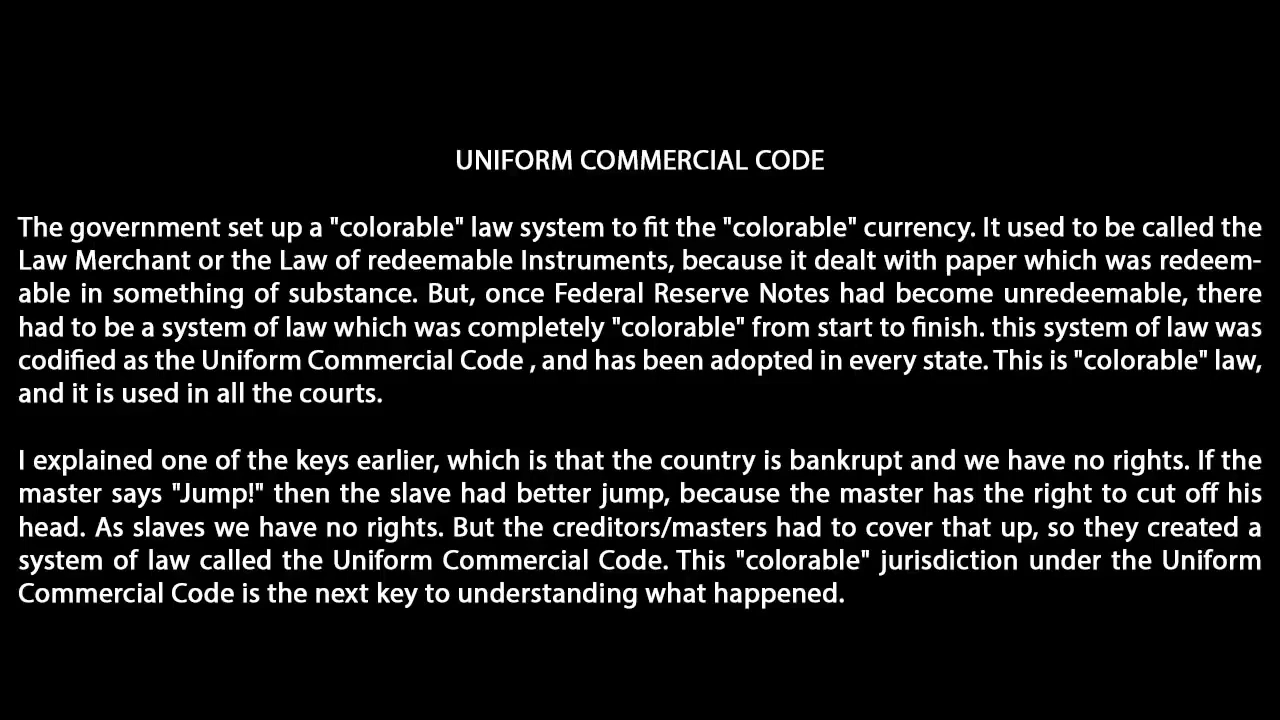 UNIFORM COMMERCIAL CODE
The government set up a "colorable" law system to fit the "colorable" currency. It used to be called the
Law Merchant or the Law of redeemable Instruments, because it dealt with paper which was redeem-
able in something of substance. But, once Federal Reserve Notes had become unredeemable, there
had to be a system of law which was completely "colorable" from start to finish. this system of law was
codified as the Uniform Commercial Code , and has been adopted in every state. This is "colorable" law,
and it is used in all the courts.
I explained one of the keys earlier, which is that the country is bankrupt and we have no rights. If the
master says "Jump!" then the slave had better jump, because the master has the right to cut off his
head. As slaves we have no rights. But the creditors/masters had to cover that up, so they created a
system of law called the Uniform Commercial Code. This "colorable" jurisdiction under the Uniform
Commercial Code is the next key to understanding what happened.